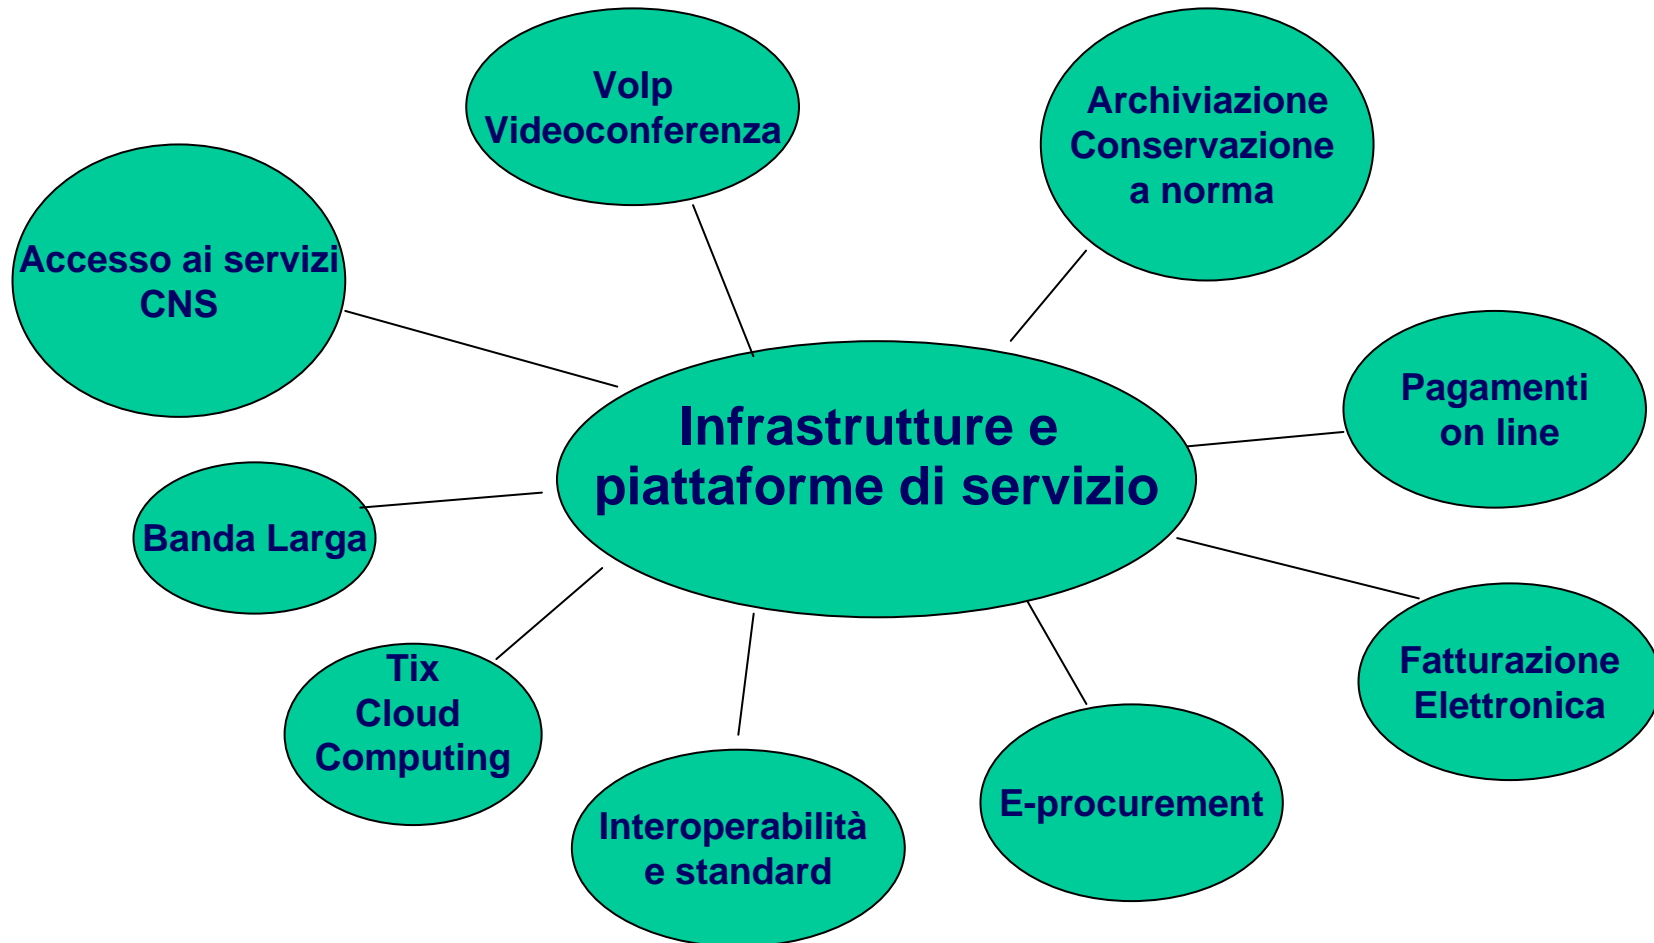 VoIp
Videoconferenza
Archiviazione
Conservazione
a norma
Accesso ai servizi
CNS
Pagamenti
on line
Infrastrutture e
piattaforme di servizio
Banda Larga
Fatturazione
Elettronica
Tix
Cloud
Computing
E-procurement
Interoperabilità
e standard